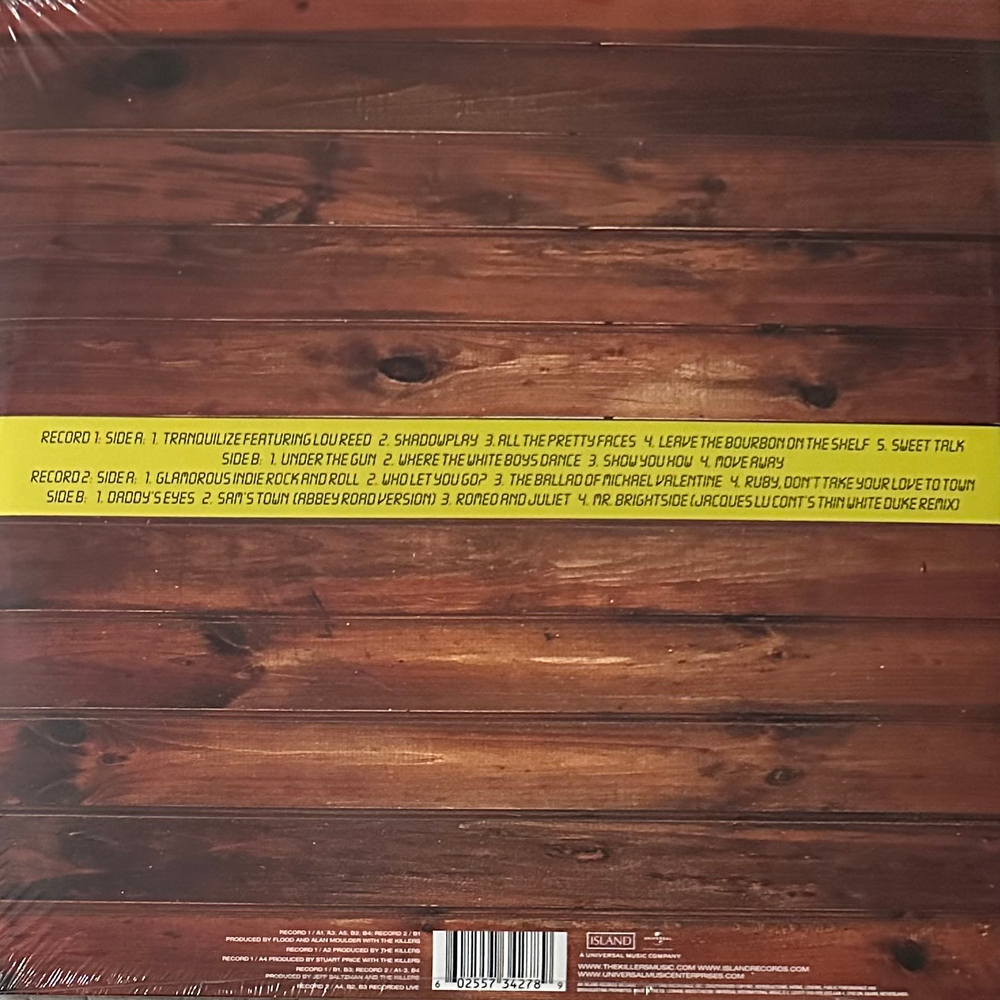 RECORD 1: SIDE A: 1. TRANQUILIZE FEATURING LOU REED 2. SHADOWPLAY 3. ALL THE PRETTY FACES 4. LEAVE THE BOURBON ON THE SHELF 5. SWEET TALK
SIDE B: 1. UNDER THE GUN 2. WHERE THE WHITE BOYS DANCE 3. SHOW YOU HOW 4. MOVE AWAY
RECORD 2: SIDE A: 1. GLAMOROUS INDIE ROCK AND ROLL 2. WHO LET YOU GO? 3. THE BALLAD OF MICHAEL VALENTINE 4. RUBY, DON'T TAKE YOUR LOVE TO TOWN
SIDE B: 1. DADDY'S EYES 2. SAM'S TOWN (ABBEY ROAD VERSION) 3. ROMEO AND JULIET 4. MR. BRIGHTSIDE (JACQUES LU CONT'S THIN WHITE DUKE REMIX)
RECORD 1 / A1, A3, A5, B2, B4; RECORD 2 / B1
PRODUCED BY FLOOD AND ALAN MOULDER WITH THE KILLERS
RECORD 1 / A2 PRODUCED BY THE KILLERS
RECORD 1 / A4 PRODUCED BY STUART PRICE WITH THE KILLERS
RECORD 1 / B1, B3; RECORD 2 / A1-3, B4
PRODUCED BY JEFF SALTZMAN AND THE KILLERS
RECORD 2 / A4, B2, B3 RECORDED LIVE
6 02557 34278 9
ISLAND
UNIVERSAL
A UNIVERSAL MUSIC COMPANY
WWW.THEKILLERSMUSIC.COM WWW.ISLANDRECORDS.COM
WWW.UNIVERSALMUSICENTERPRISES.COM